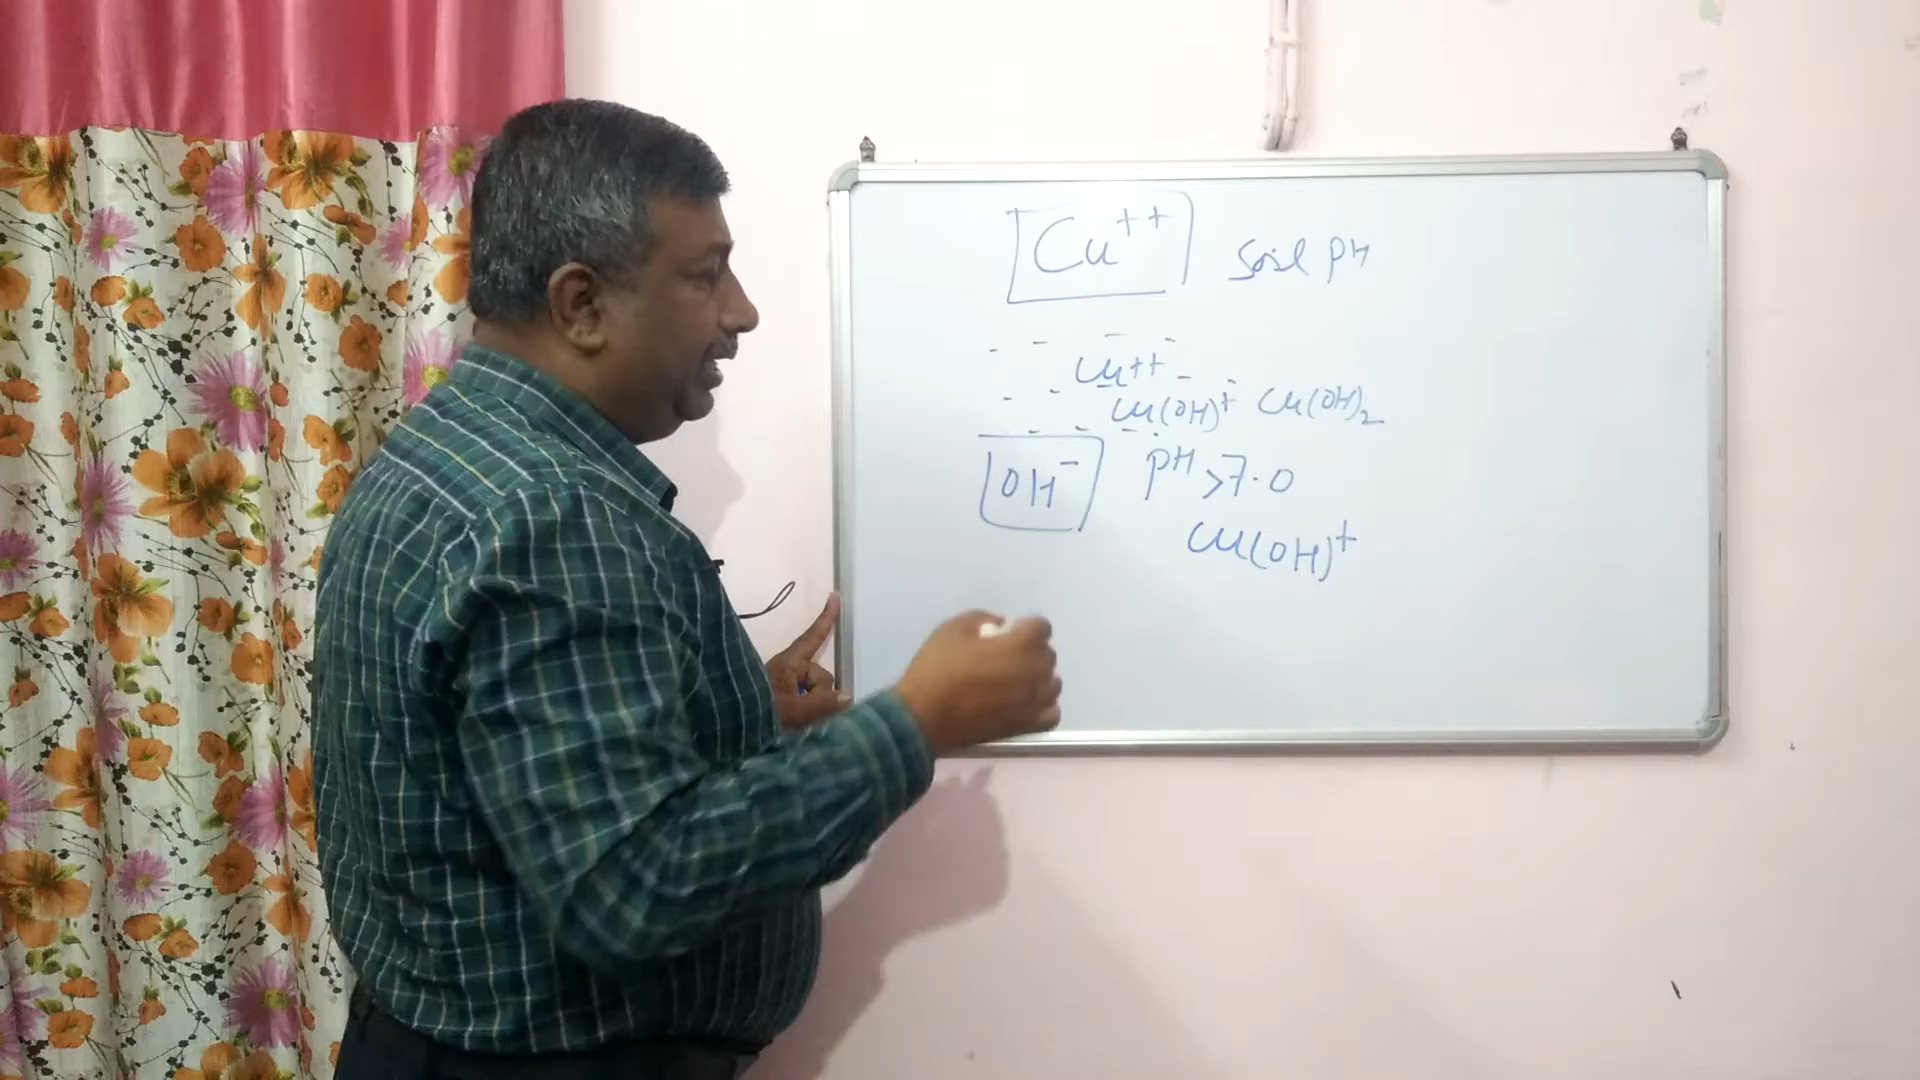 Cu++ Soil pH
Cu++
Cu(OH)+ Cu(OH)2
OH- pH >7.0
Cu(OH)+